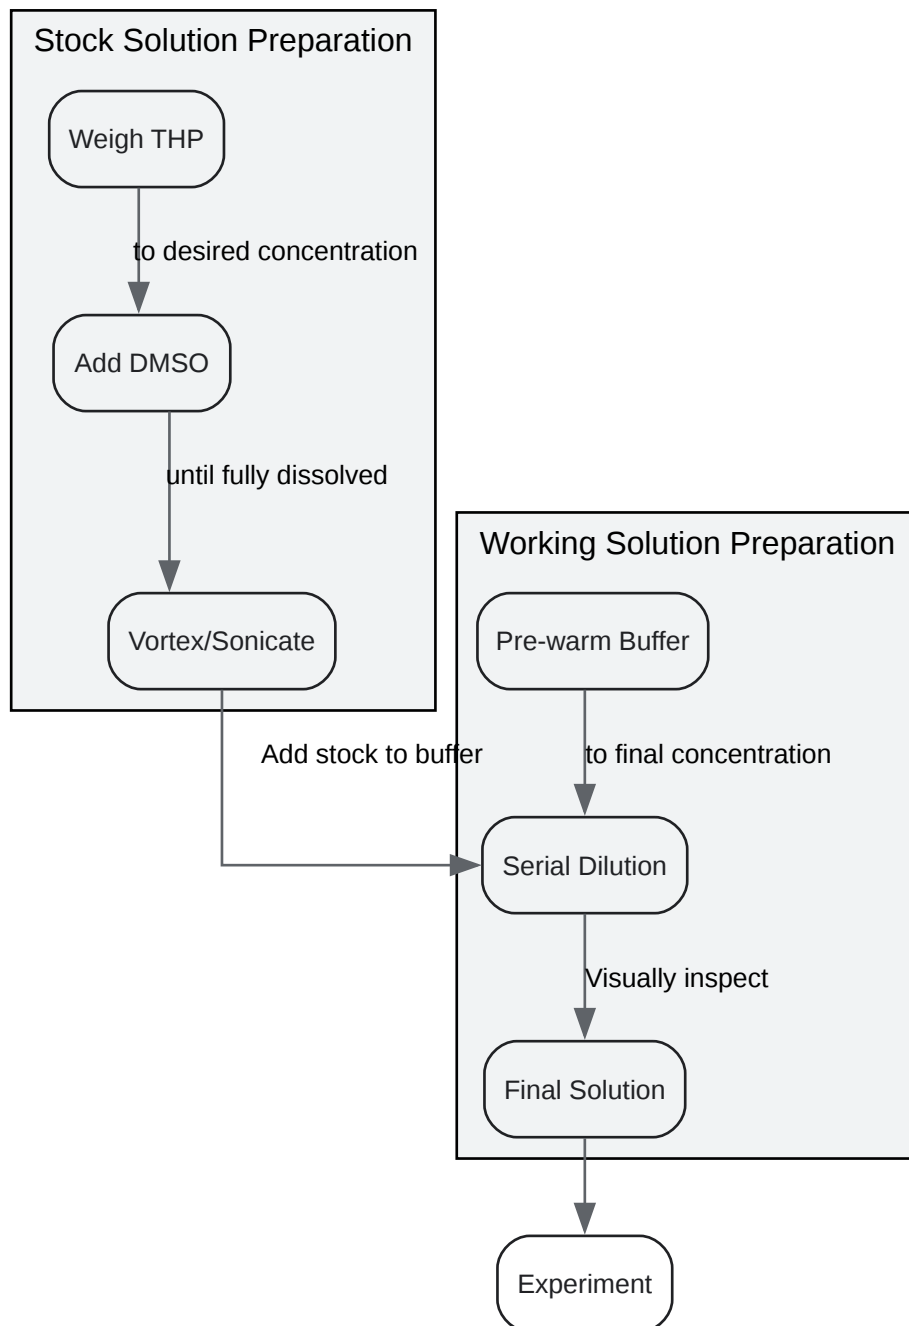 Stock Solution Preparation
Weigh THP
to desired concentration
Add DMSO
until fully dissolved
Vortex/Sonicate
Add stock to buffer
Working Solution Preparation
Pre-warm Buffer
to final concentration
Serial Dilution
Visually inspect
Final Solution
Experiment